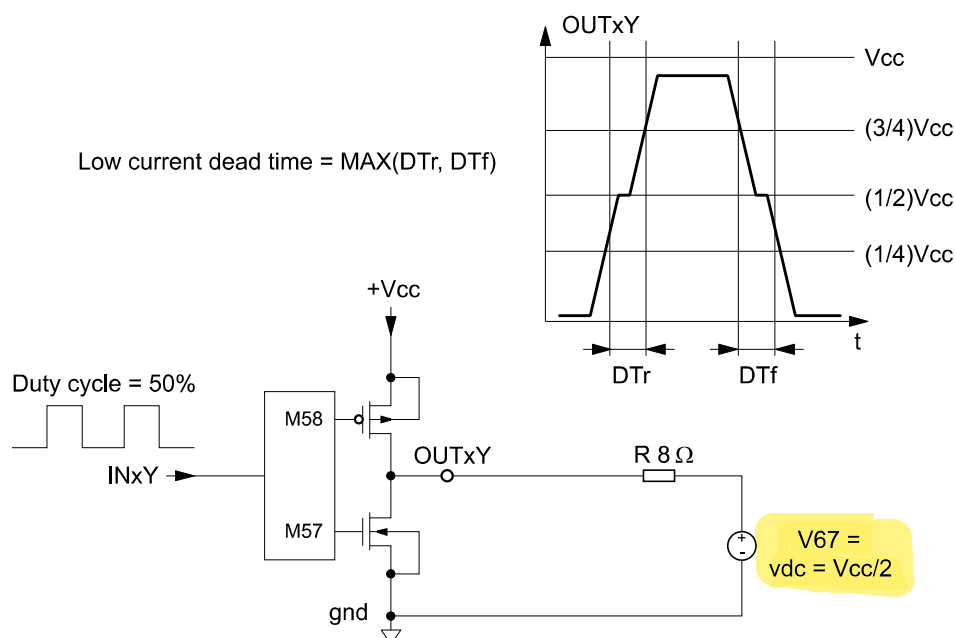 OUTxY
Vcc
(3/4)Vcc
Low current dead time = MAX(DTr, DTf)
(1/2)Vcc
(1/4)Vcc
+Vcc
t
DTr
DTf
Duty cycle = 50%
M58
OUTxY
R 8 Ω
INxY
M57
+
-
V67 =
vdc = Vcc/2
gnd